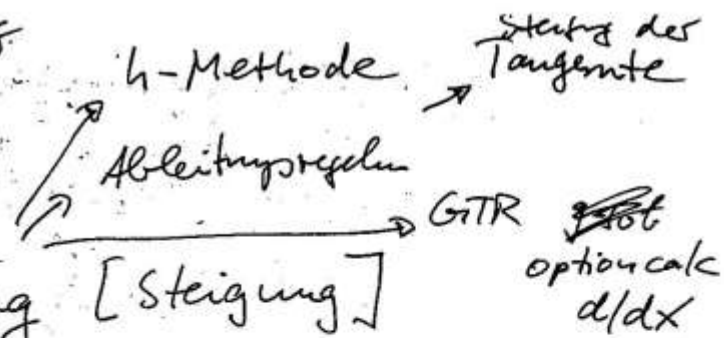 Steigung der
h-Methode Tangente
Ableitungsregeln
GTR
option calc
g [Steigung] d/dx